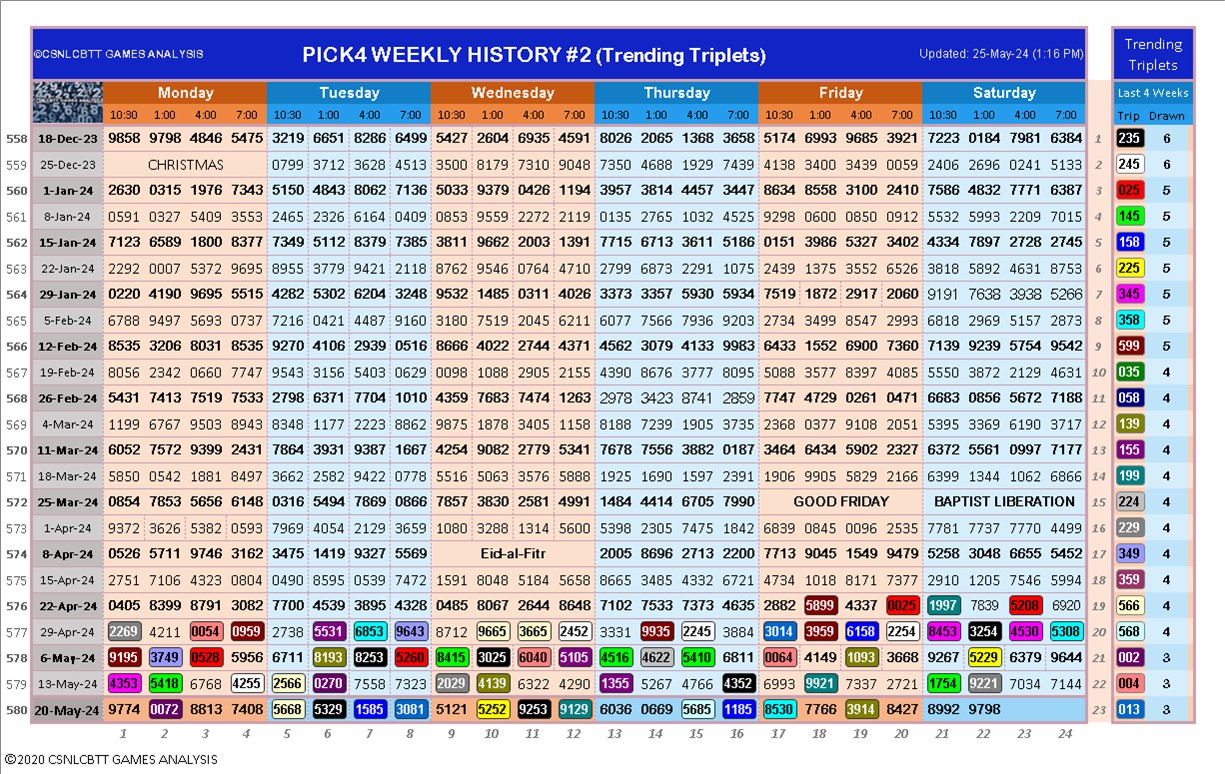 ©CSNLCBTT GAMES ANALYSIS PICK4 WEEKLY HISTORY #2 (Trending Triplets) Updated: 25-May-24 (1:16 PM) Trending Triplets
Monday Tuesday Wednesday Thursday Friday Saturday Last 4 Weeks
10:30 1:00 4:00 7:00 10:30 1:00 4:00 7:00 10:30 1:00 4:00 7:00 10:30 1:00 4:00 7:00 10:30 1:00 4:00 7:00 10:30 1:00 4:00 7:00 Trip Drawn
558 18-Dec-23 9858 9798 4846 5475 3219 6651 8286 6499 5427 2604 6935 4591 8026 2065 1368 3658 5174 6993 9685 3921 7223 0184 7981 6384 1 235 6
559 25-Dec-23 CHRISTMAS 0799 3712 3628 4513 6500 8179 7310 9048 7350 4688 1929 7439 4138 3400 3439 0059 2406 2696 0241 5133 2 245 6
560 1-Jan-24 2630 0315 1976 7343 5150 4843 8062 7136 5033 9379 0426 1194 3957 3814 4457 3447 8634 8558 3100 2410 7586 4832 7771 6387 3 025 5
561 8-Jan-24 0591 0327 5409 3553 2465 2326 6164 0409 0853 9559 2272 2119 0135 2765 1032 4525 9298 0600 0850 0912 5532 5993 2209 7015 4 145 5
562 15-Jan-24 7123 6589 1800 8377 7349 5112 8379 7385 3811 9662 2003 1391 7715 6713 3611 5186 0151 3986 5327 3402 4334 7897 2728 2745 5 158 5
563 22-Jan-24 2292 0007 5372 9695 8955 3779 9421 2118 8762 9546 0764 4710 2799 6873 2291 1075 2439 1375 3552 6526 3818 5892 4631 8753 6 225 5
564 29-Jan-24 0220 4190 9695 5515 4282 5302 6204 3248 9532 1485 0311 4026 3373 3357 5930 5934 7519 1872 2917 2060 9191 7638 3938 5266 7 345 5
565 5-Feb-24 6788 9497 5693 0737 7216 0421 4487 9160 3180 7519 2045 6211 6077 7566 7936 9203 2734 3499 8547 2993 6818 2969 5157 2873 8 358 5
566 12-Feb-24 8535 3206 8031 8535 9270 4106 2939 0516 8666 4022 2744 4371 4562 3079 4133 9983 6433 1552 6900 7360 7139 9239 5754 9542 9 599 5
567 19-Feb-24 8056 2342 0660 7747 9543 3156 5403 0629 0098 1088 2905 2155 4390 8676 3777 8095 5088 3577 8397 4085 5550 3872 2129 4631 10 035 4
568 26-Feb-24 5431 7413 7519 7533 2798 6371 7704 1010 4359 7683 7474 1263 2978 3423 8741 2859 7747 4729 0261 0471 6683 0856 5672 7188 11 058 4
569 4-Mar-24 1199 6767 9503 8943 8348 1177 2223 8862 9875 1878 3405 1158 8188 7239 1905 3735 2368 0377 9108 2051 5395 3369 6190 3717 12 139 4
570 11-Mar-24 6052 7572 9399 2431 7864 3931 9387 1667 4254 9082 2779 5341 7678 7556 3882 0187 3464 6434 5902 2327 6372 5561 0997 7177 13 155 4
571 18-Mar-24 5850 0542 1881 8497 3662 2582 9422 0778 5516 5063 3576 5888 1925 1690 1597 2391 1906 9905 5829 2166 6399 1344 1062 6866 14 199 4
572 25-Mar-24 0854 7853 5656 6148 0316 5494 7869 0866 7857 3830 2581 4991 1484 4414 6705 7990 GOOD FRIDAY BAPTIST LIBERATION 15 224 4
573 1-Apr-24 9372 3626 5382 0593 7969 4054 2129 3659 1080 3288 1314 5600 5398 2305 7475 1842 6839 0845 0096 2535 7781 7737 7770 4499 16 229 4
574 8-Apr-24 0526 5711 9746 3162 3475 1419 9327 5569 Eid-al-Fitr 2005 8696 2713 2200 7713 9045 1549 9479 5258 3048 6655 5452 17 349 4
575 15-Apr-24 2751 7106 4323 0804 0490 8595 0539 7472 1591 8048 5184 5658 8665 3485 4332 6721 4734 1018 8171 7377 2910 1205 7546 5994 18 359 4
576 22-Apr-24 0405 8399 8791 3082 7700 4539 3895 4328 0485 8067 2644 8648 7102 7533 7373 4635 2882 5899 4337 0025 1997 7839 5208 6920 19 566 4
577 29-Apr-24 2269 4211 0054 0959 2738 5531 6853 9643 8712 9665 3665 2452 3331 9935 2245 3884 3014 3959 6158 2254 8453 3254 4530 5308 20 568 4
578 6-May-24 9195 3749 0528 5956 6711 8193 8253 5260 8415 3025 6040 5105 4516 4622 5410 6811 0064 4149 1093 3668 9267 5229 6379 9644 21 002 3
579 13-May-24 4353 5418 6768 4255 2566 0270 7558 7323 2029 4139 6322 4290 1355 5267 4766 4352 6993 9921 7370 2721 1754 9221 7034 7144 22 004 3
580 20-May-24 9774 0072 8813 7408 5668 5329 1585 3081 5121 5252 9253 9129 6036 0669 5685 1185 8530 7766 3914 8427 8992 9798 23 013 3
1 2 3 4 5 6 7 8 9 10 11 12 13 14 15 16 17 18 19 20 21 22 23 24
©2020 CSNLCBTT GAMES ANALYSIS